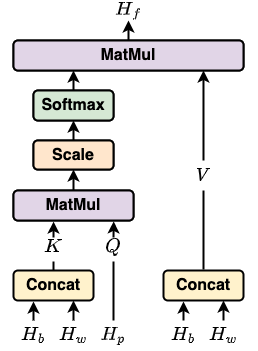 H_f
MatMul
Softmax
Scale
V
MatMul
K Q
Concat Concat
H_b H_w H_p H_b H_w